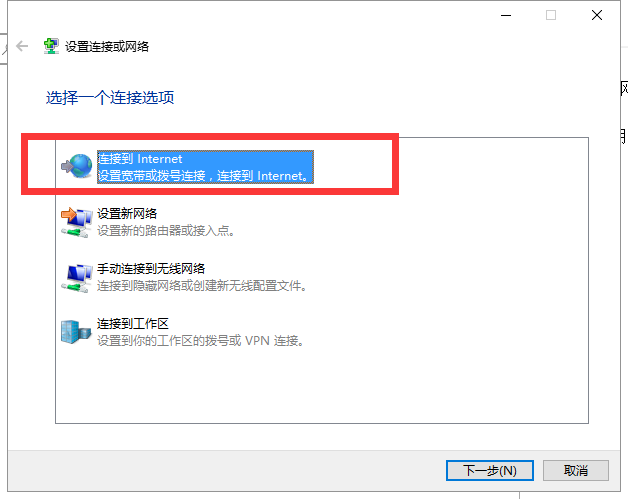 设置连接或网络
选择一个连接选项
连接到 Internet
设置宽带或拨号连接，连接到 Internet。
设置新网络
设置新的路由器或接入点。
手动连接到无线网络
连接到隐藏网络或创建新无线配置文件。
连接到工作区
设置到你的工作区的拨号或 VPN 连接。
下一步(N)
取消